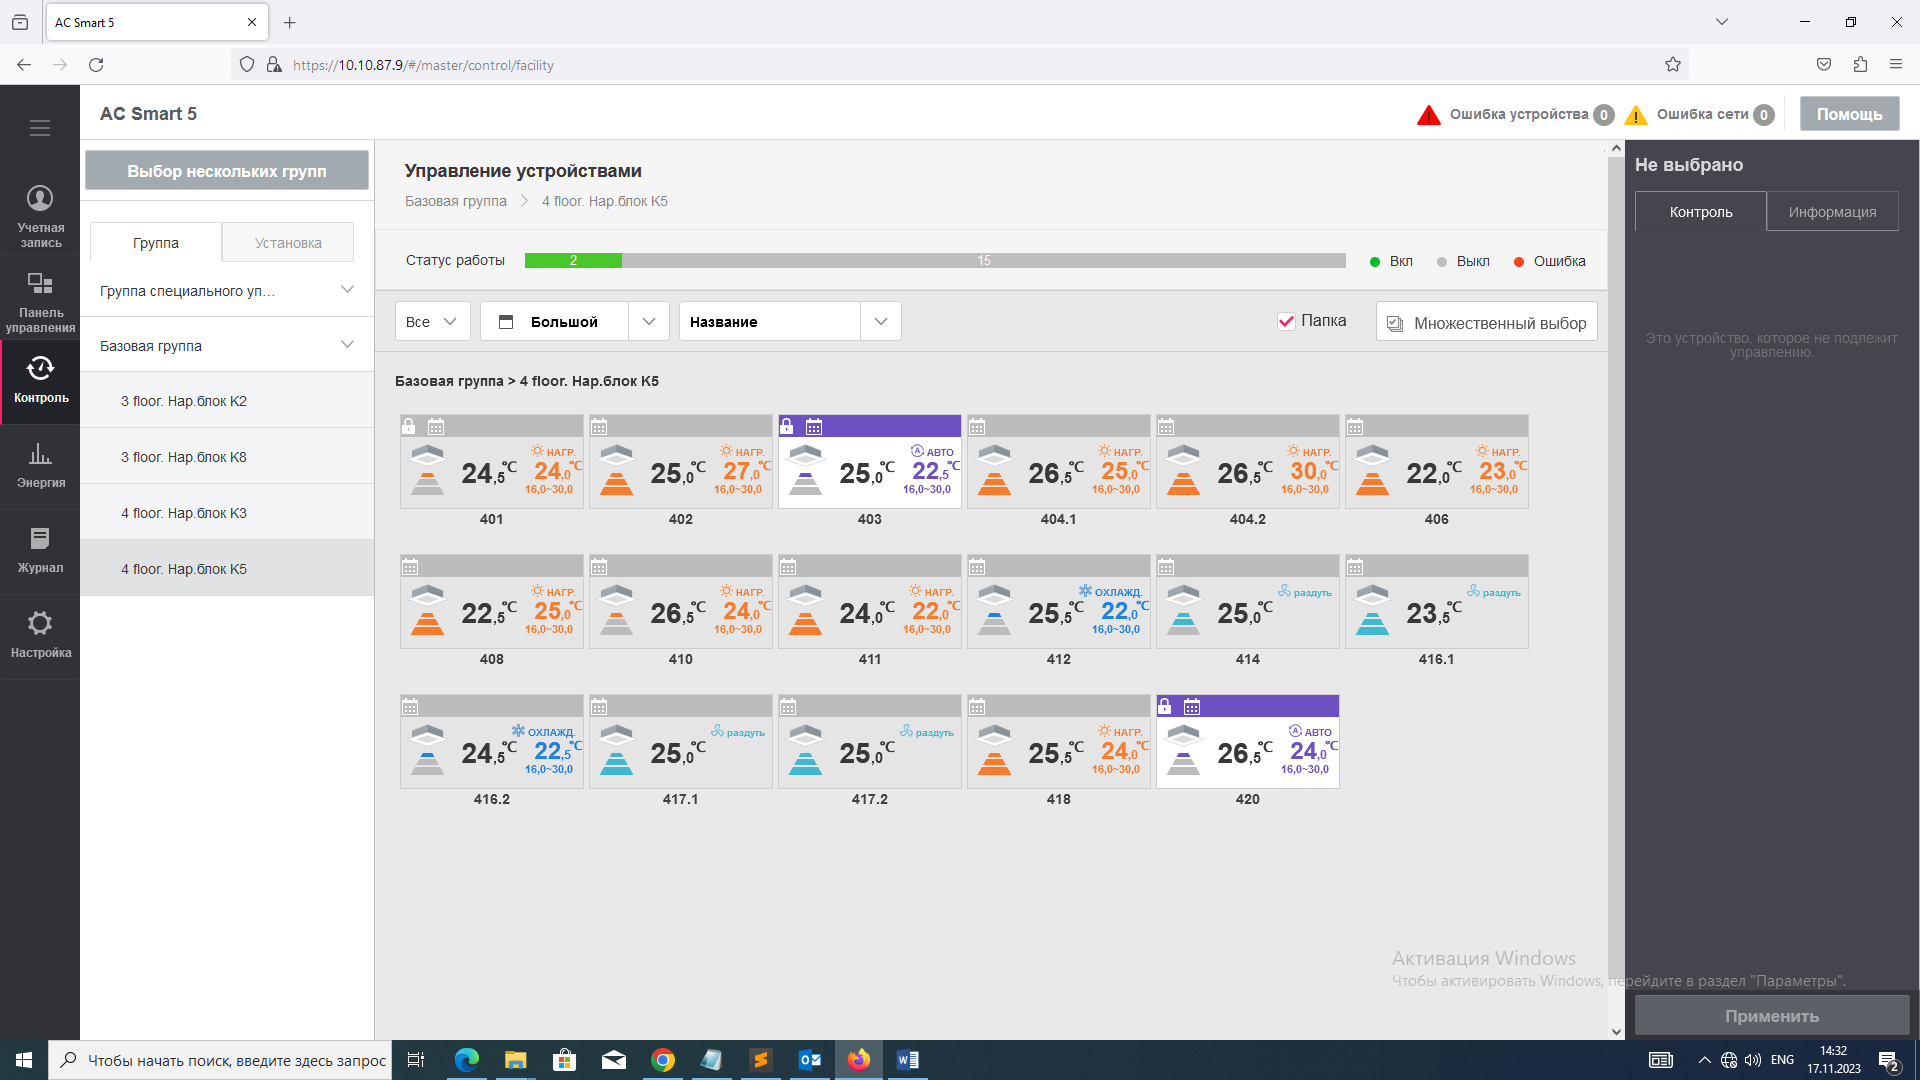 AC Smart 5
https://10.10.87.9/#/master/control/facility
AC Smart 5
Ошибка устройства 0
Ошибка сети 0
Помощь
Учетная
запись
Панель
управления
Контроль
Энергия
Журнал
Настройка
Выбор нескольких групп
Группа
Установка
Группа специального уп...
Базовая группа
3 floor. Нар.блок K2
3 floor. Нар.блок K8
4 floor. Нар.блок K3
4 floor. Нар.блок K5
Управление устройствами
Базовая группа > 4 floor. Нар.блок K5
Статус работы
2
15
Вкл
Выкл
Ошибка
Все
Большой
Название
Папка
Множественный выбор
Базовая группа > 4 floor. Нар.блок K5
24,5°C НАГР. 24,0°C 16,0~30,0
401
25,0°C НАГР. 27,0°C 16,0~30,0
402
25,0°C АВТО 22,5°C 16,0~30,0
403
26,5°C НАГР. 25,0°C 16,0~30,0
404.1
26,5°C НАГР. 30,0°C 16,0~30,0
404.2
22,0°C НАГР. 23,0°C 16,0~30,0
406
22,5°C НАГР. 25,0°C 16,0~30,0
408
26,5°C НАГР. 24,0°C 16,0~30,0
410
24,0°C НАГР. 22,0°C 16,0~30,0
411
25,5°C ОХЛАЖД. 22,0°C 16,0~30,0
412
25,0°C раздуть
414
23,5°C раздуть
416.1
24,5°C ОХЛАЖД. 22,5°C 16,0~30,0
416.2
25,0°C раздуть
417.1
25,0°C раздуть
417.2
25,5°C НАГР. 24,0°C 16,0~30,0
418
26,5°C АВТО 24,0°C 16,0~30,0
420
Не выбрано
Контроль
Информация
Это устройство, которое не подлежит
управлению.
Активация Windows
Чтобы активировать Windows, перейдите в раздел "Параметры".
Применить
Чтобы начать поиск, введите здесь запрос
ENG
14:32
17.11.2023
2